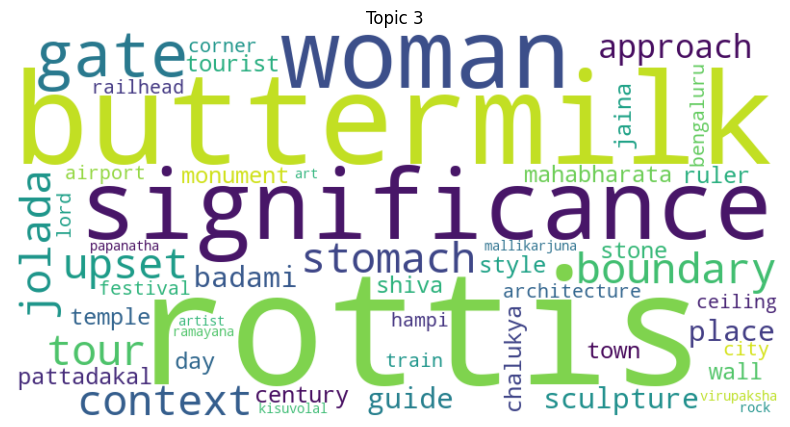 Topic 3
gate
corner
tourist
woman
approach
railhead
buttermilk
jaina
bengaluru
airport
monument
art
mahabharata
ruler
jolada
lord
significance
papanatha
mallikarjuna
upset
badami
stomach
style
stone
boundary
festival
shiva
architecture
ceiling
temple
artist
ramayana
rottis
hampi
chalukya
place
tour
day
train
town
city
wall
pattadakal
context
century
kisuvolal
guide
sculpture
virupaksha
rock